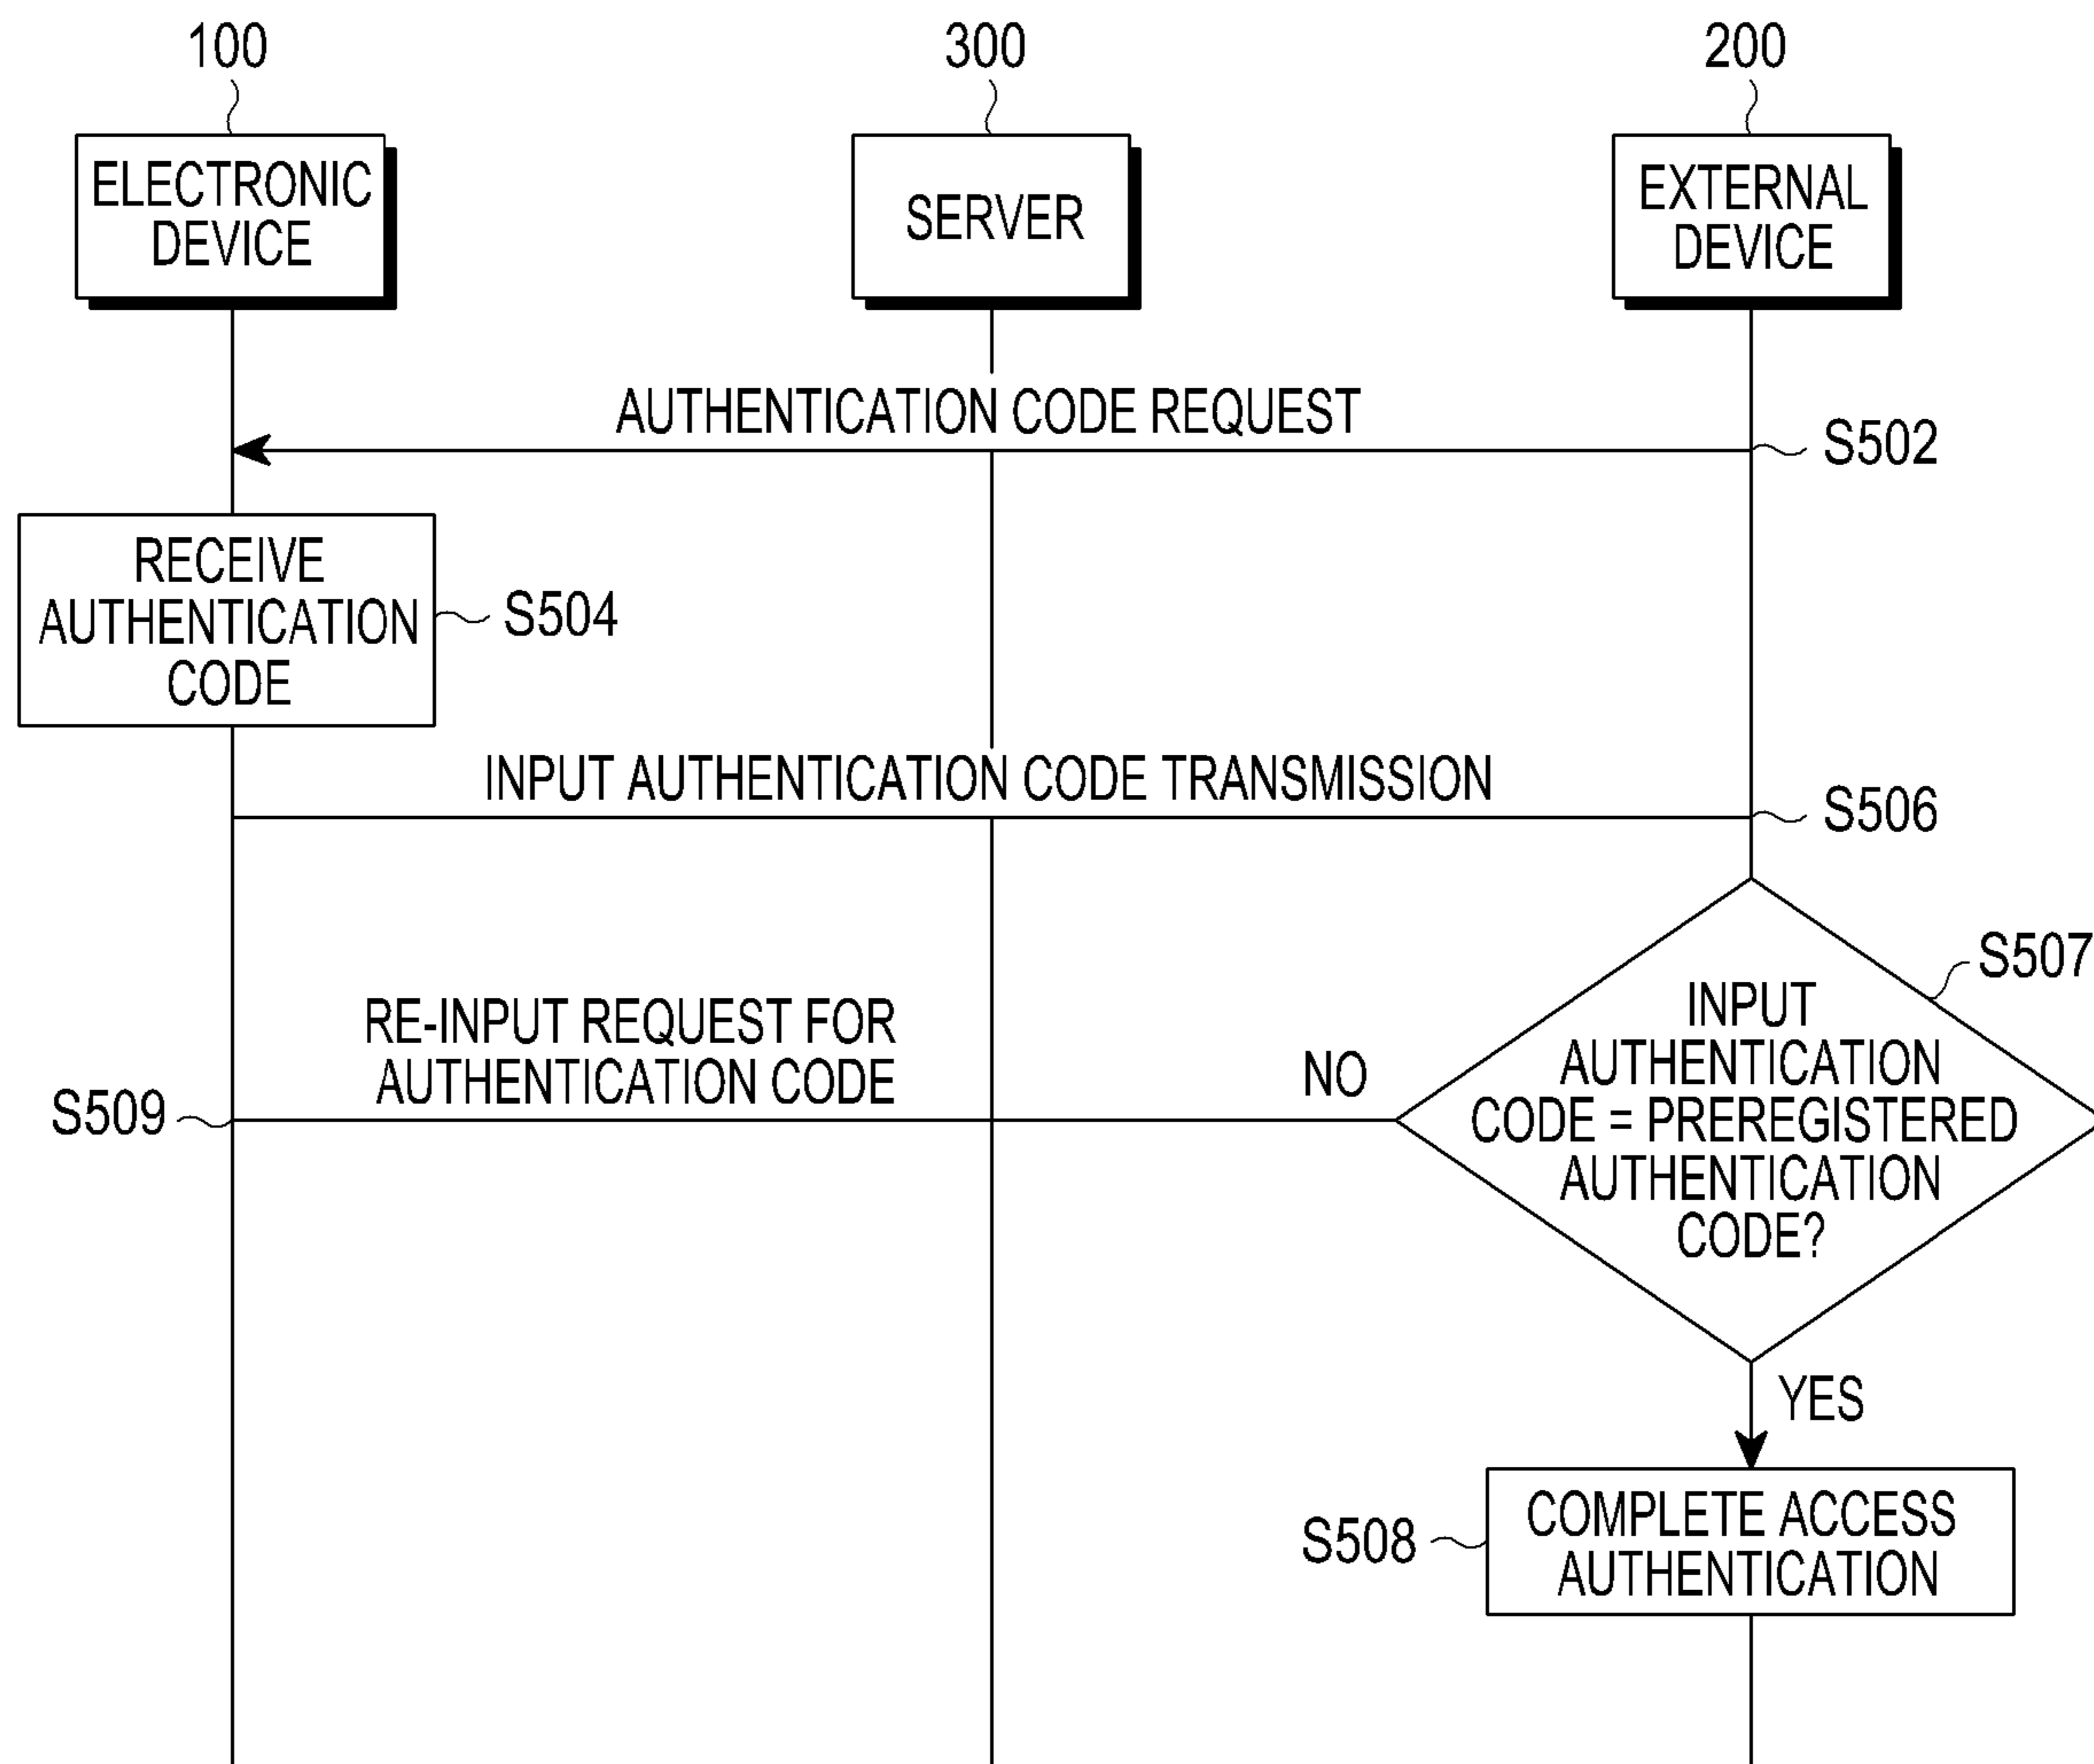 100
300
200
ELECTRONIC
DEVICE
SERVER
EXTERNAL
DEVICE
AUTHENTICATION CODE REQUEST
S502
RECEIVE
AUTHENTICATION
CODE
S504
INPUT AUTHENTICATION CODE TRANSMISSION
S506
S507
INPUT
AUTHENTICATION
CODE = PREREGISTERED
AUTHENTICATION
CODE?
RE-INPUT REQUEST FOR
AUTHENTICATION CODE
NO
S509
YES
S508
COMPLETE ACCESS
AUTHENTICATION